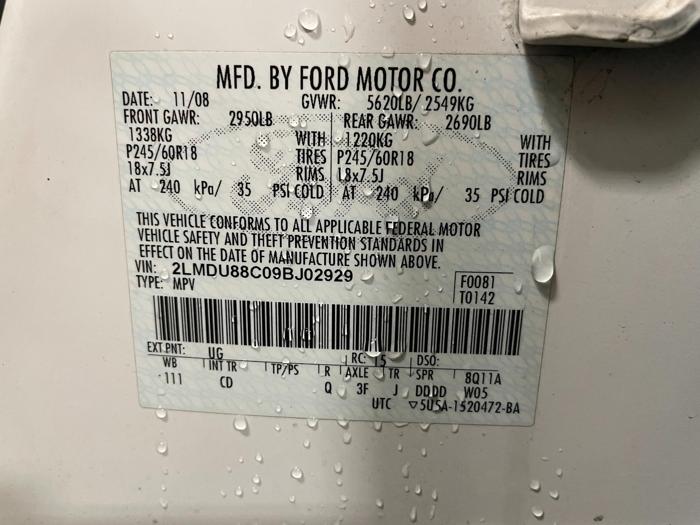 MFD. BY FORD MOTOR CO.
DATE: 11/08 GVWR: 5620LB/ 2549KG
FRONT GAWR: 2950LB REAR GAWR: 2690LB
1338KG WITH 1220KG WITH
P245/60R18 TIRES P245/60R18 TIRES
18x7.5J RIMS 18x7.5J RIMS
AT 240 kPa/ 35 PSI COLD AT 240 kPa/ 35 PSI COLD
THIS VEHICLE CONFORMS TO ALL APPLICABLE FEDERAL MOTOR
VEHICLE SAFETY AND THEFT PREVENTION STANDARDS IN
EFFECT ON THE DATE OF MANUFACTURE SHOWN ABOVE.
VIN: 2LMDU88C09BJ02929 F0081
TYPE: MPV T0142
EXT PNT: UG RC: 15 DSO:
WB INT TR TP/PS R AXLE TR SPR 8Q11A
111 CD Q 3F J DDDD W05
UTC ▽5U5A-1520472-BA